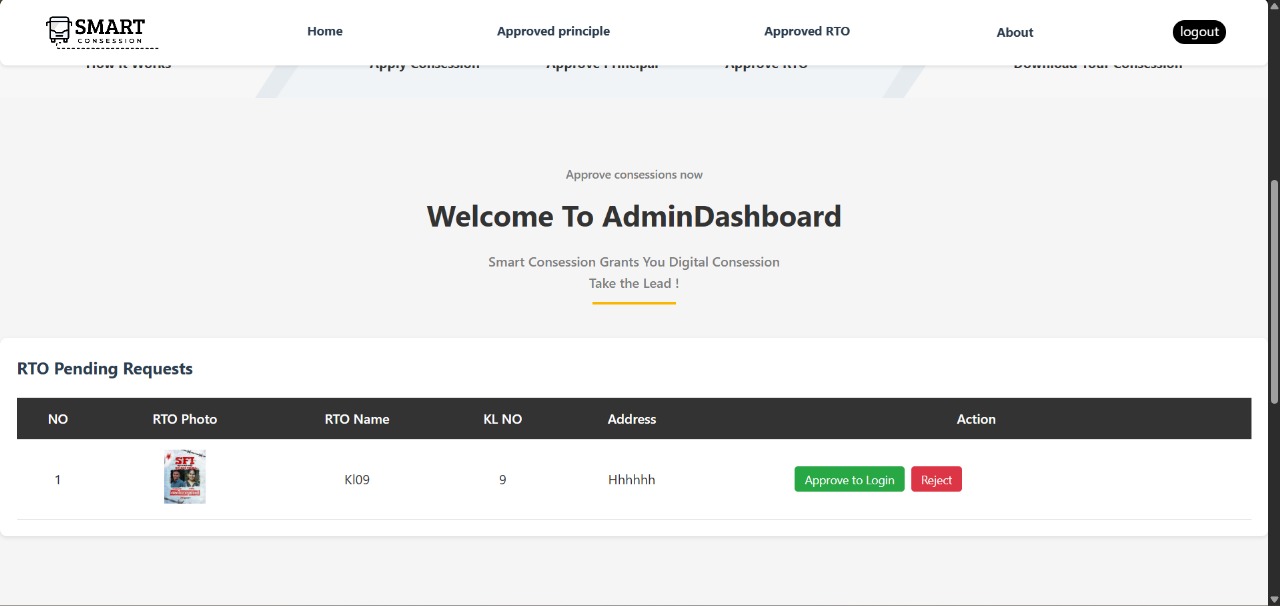 SMART
CONSESSION
Home
Approved principle
Approved RTO
About
logout
How It Works
Apply Consession
Approve Principal
Approve RTO
Download Your Consession
Approve consessions now
Welcome To AdminDashboard
Smart Consession Grants You Digital Consession
Take the Lead !
RTO Pending Requests
NO RTO Photo RTO Name KL NO Address Action
SFI
1 Kl09 9 Hhhhhh Approve to Login Reject